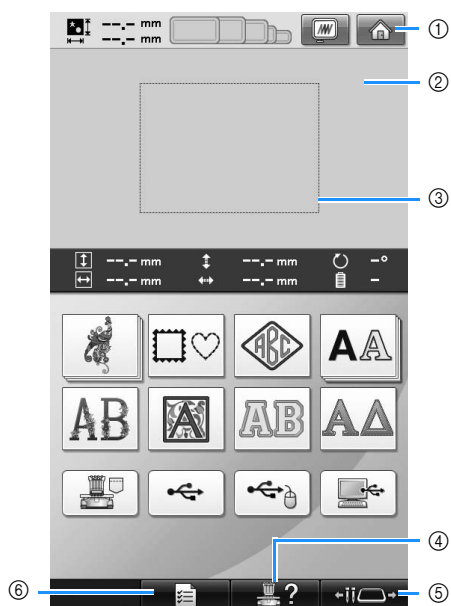 --.- mm
--.- mm
①
②
③
--.- mm --.- mm -°
--.- mm --.- mm -
ABC AA
AB A AB AΔ
④
⑥
? ⑤